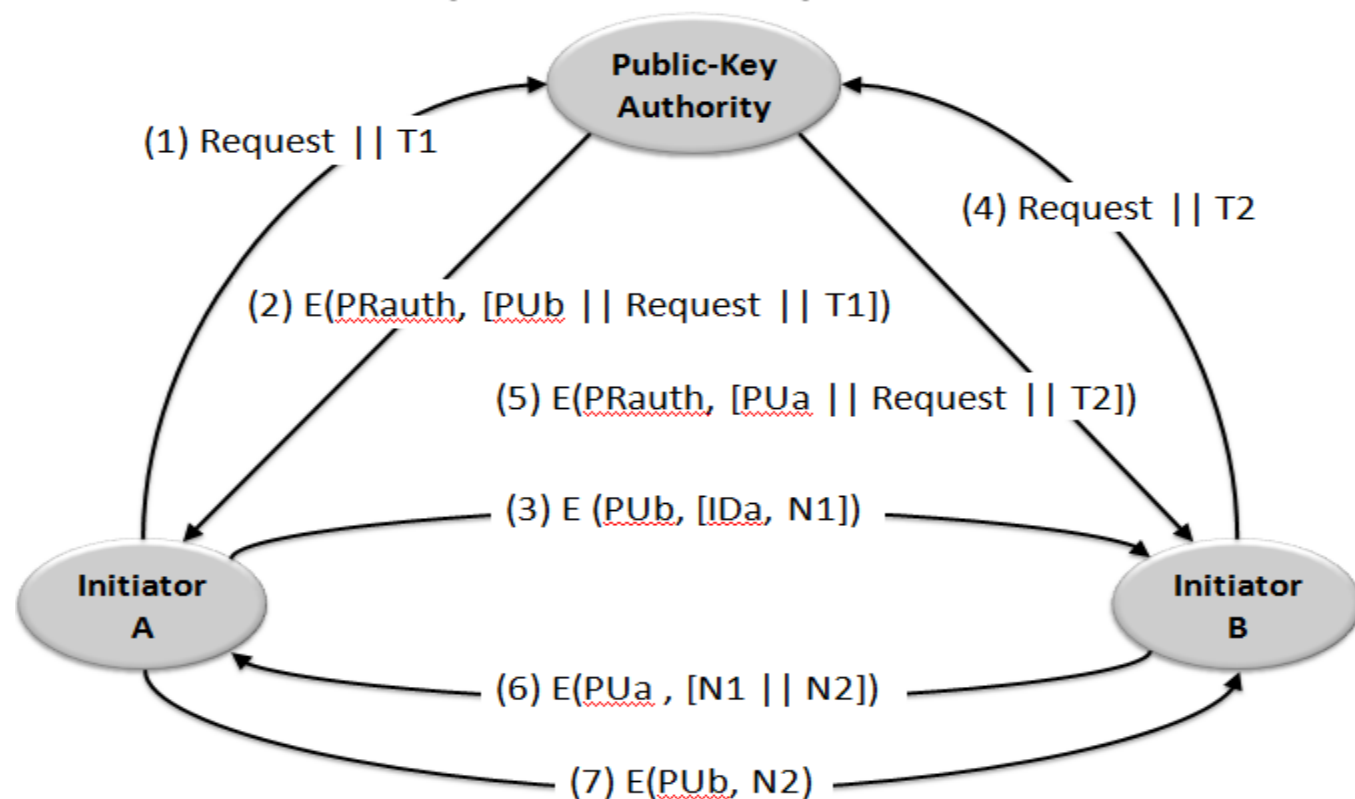 Public-Key
Authority
(1) Request || T1
(4) Request || T2
(2) E(PRauth, [PUb || Request || T1])
(5) E(PRauth, [PUa || Request || T2])
(3) E (PUb, [IDa, N1])
Initiator
A
Initiator
B
(6) E(PUa , [N1 || N2])
(7) E(PUb, N2)